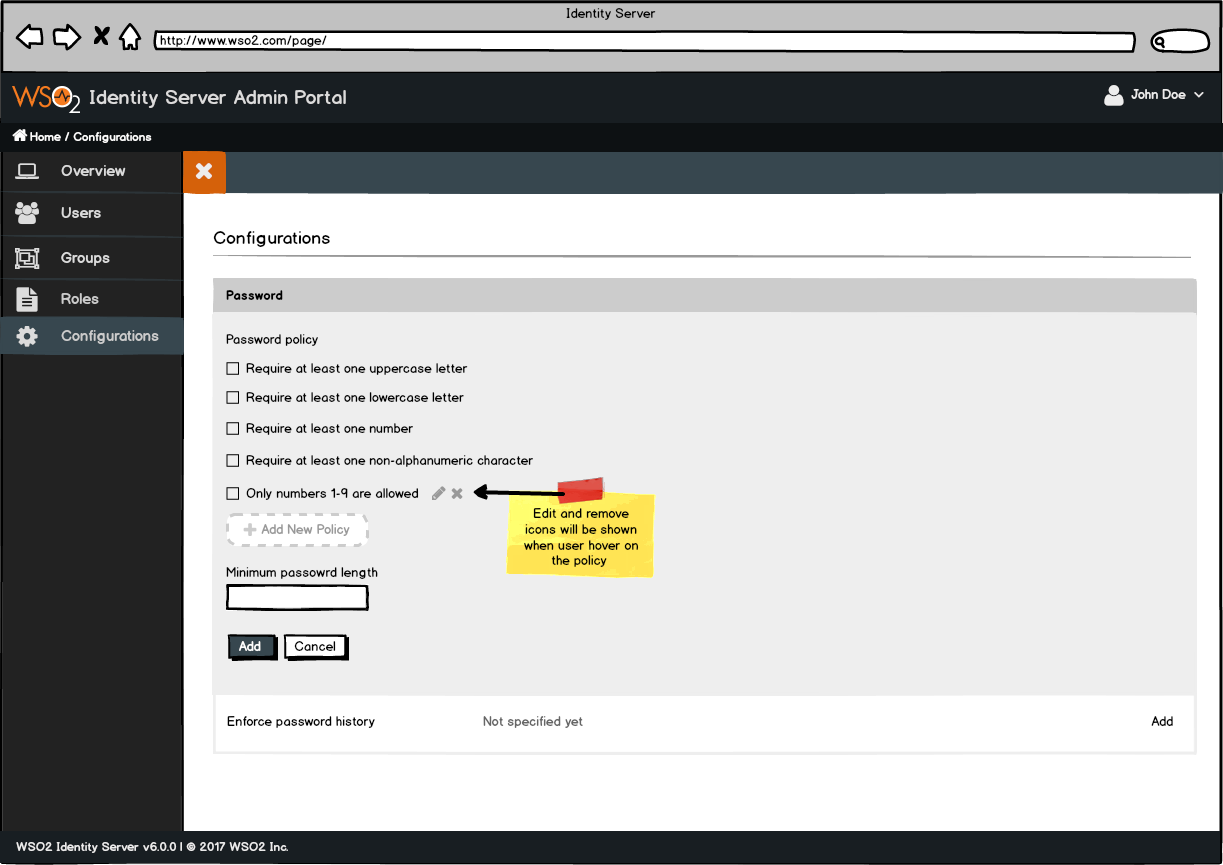 Identity Server
http://www.wso2.com/page/
WSO2 Identity Server Admin Portal
John Doe
Home / Configurations
Overview
Users
Groups
Roles
Configurations
Configurations
Password
Password policy
Require at least one uppercase letter
Require at least one lowercase letter
Require at least one number
Require at least one non-alphanumeric character
Only numbers 1-9 are allowed
Edit and remove
icons will be shown
when user hover on
the policy
Add New Policy
Minimum passowrd length
Add
Cancel
Enforce password history
Not specified yet
Add
WSO2 Identity Server v6.0.0 | © 2017 WSO2 Inc.